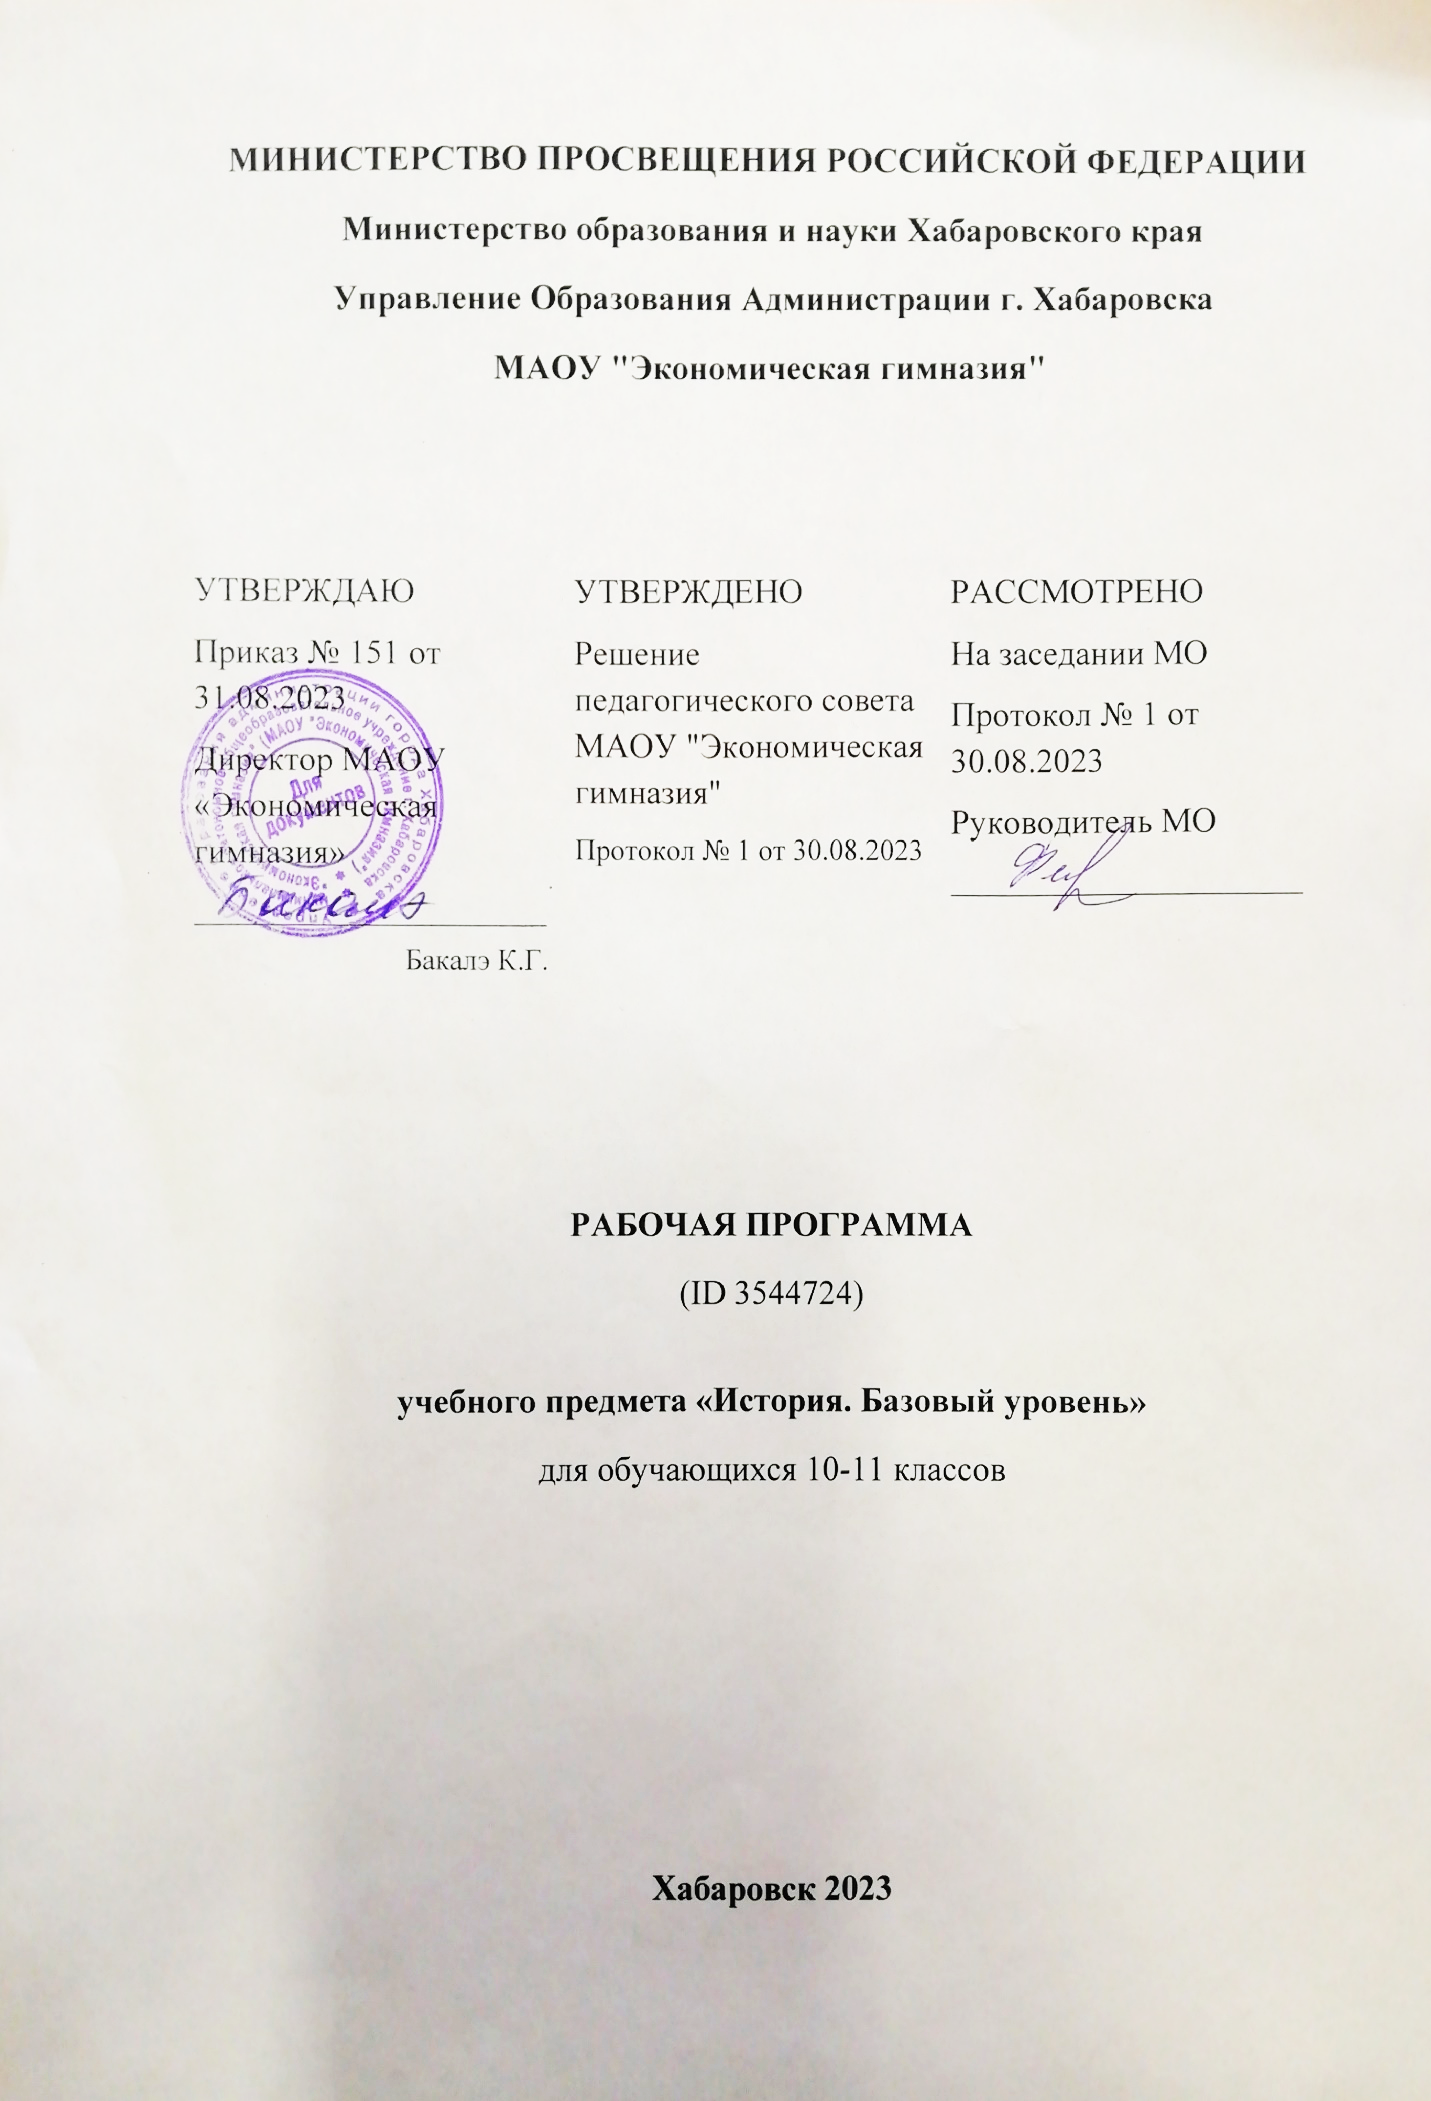 МИНИСТЕРСТВО ПРОСВЕЩЕНИЯ РОССИЙСКОЙ ФЕДЕРАЦИИ
Министерство образования и науки Хабаровского края
Управление Образования Администрации г. Хабаровска
МАОУ "Экономическая гимназия"
УТВЕРЖДАЮ
Приказ № 151 от
31.08.2023
Директор МАОУ
«Экономическая
гимназия»
Для
документов
Бакалэ
Бакалэ К.Г.
УТВЕРЖДЕНО
Решение
педагогического совета
МАОУ "Экономическая
гимназия"
Протокол № 1 от 30.08.2023
РАССМОТРЕНО
На заседании МО
Протокол № 1 от
30.08.2023
Руководитель МО
РАБОЧАЯ ПРОГРАММА
(ID 3544724)
учебного предмета «История. Базовый уровень»
для обучающихся 10-11 классов
Хабаровск 2023